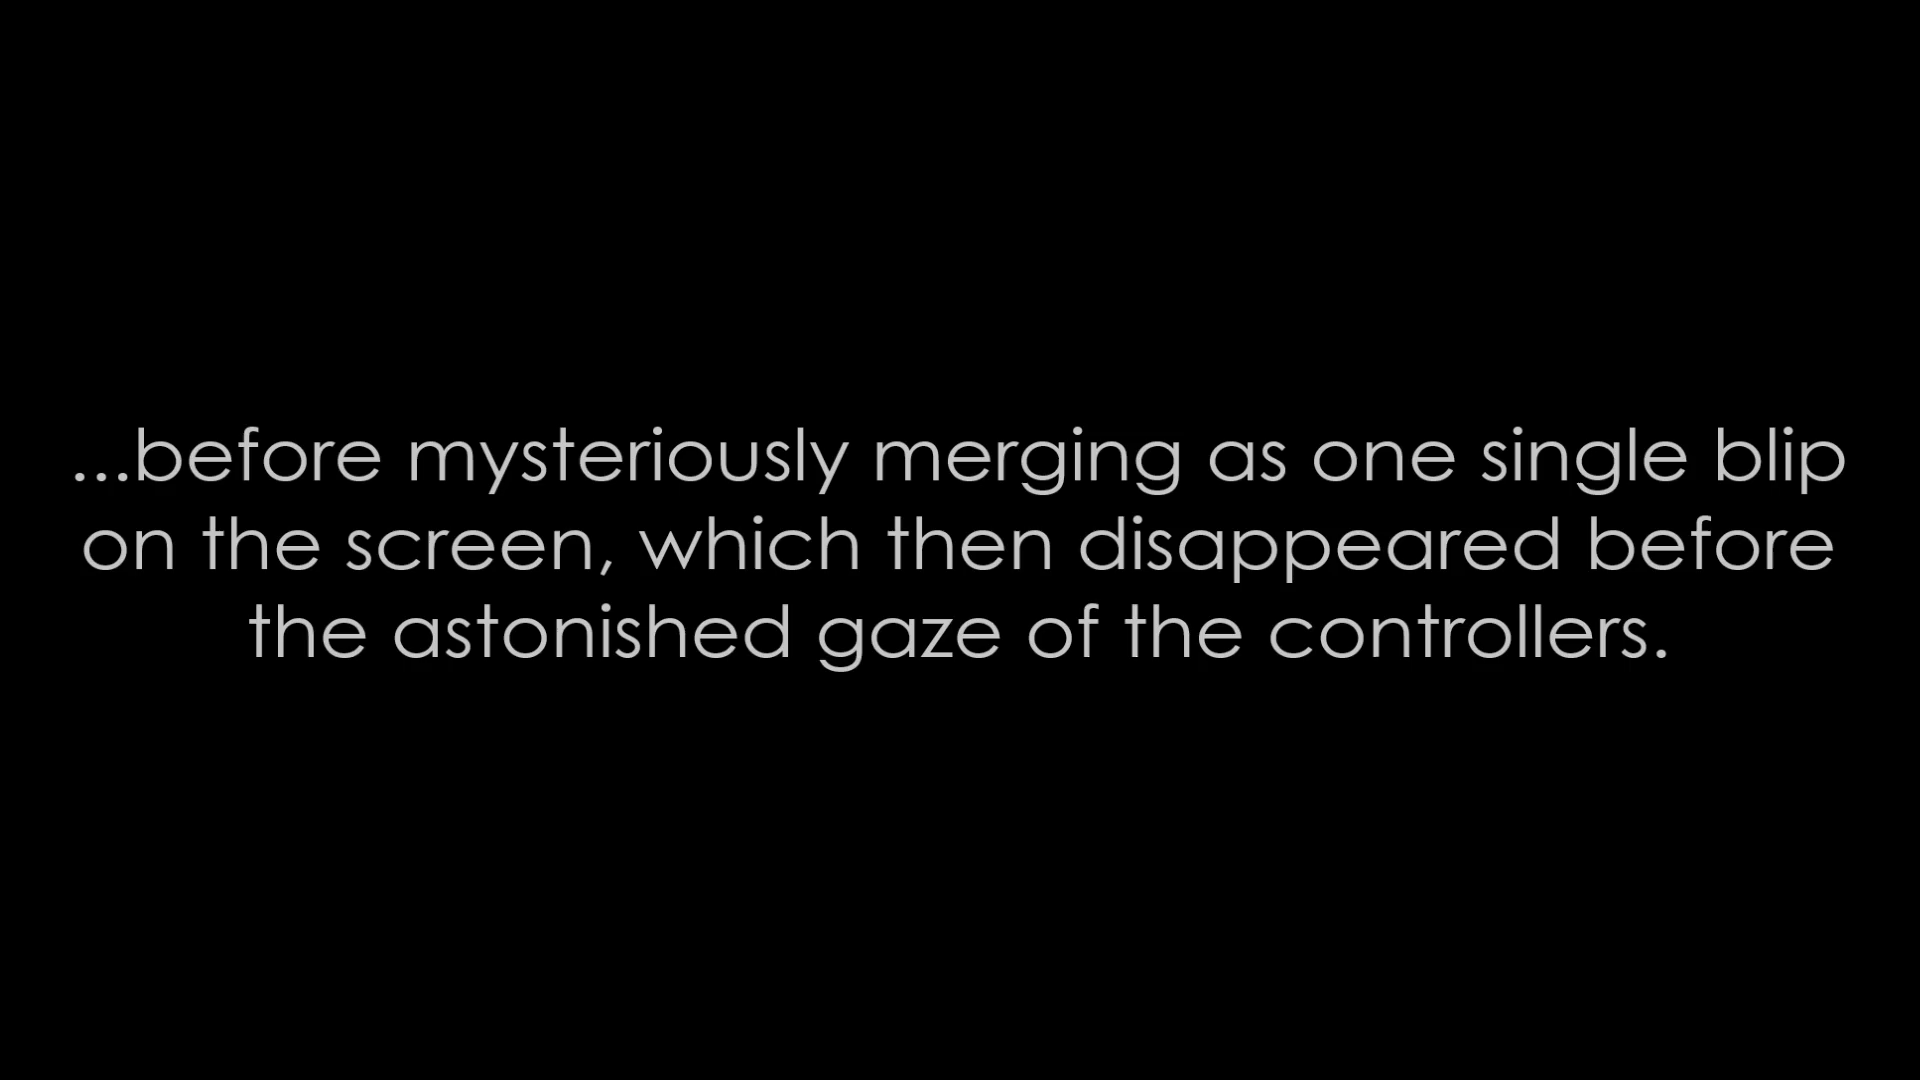 ...before mysteriously merging as one single blip
on the screen, which then disappeared before
the astonished gaze of the controllers.